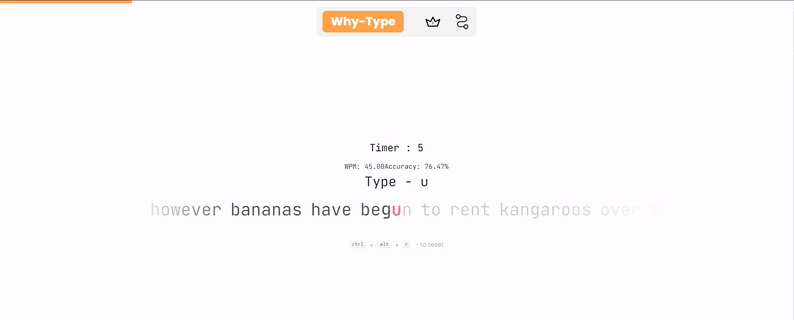 Why-Type
Timer : 5
WPM: 45.00Accuracy: 76.47%
Type - u
however bananas have begun to rent kangaroos over
ctrl + alt + r - to reset